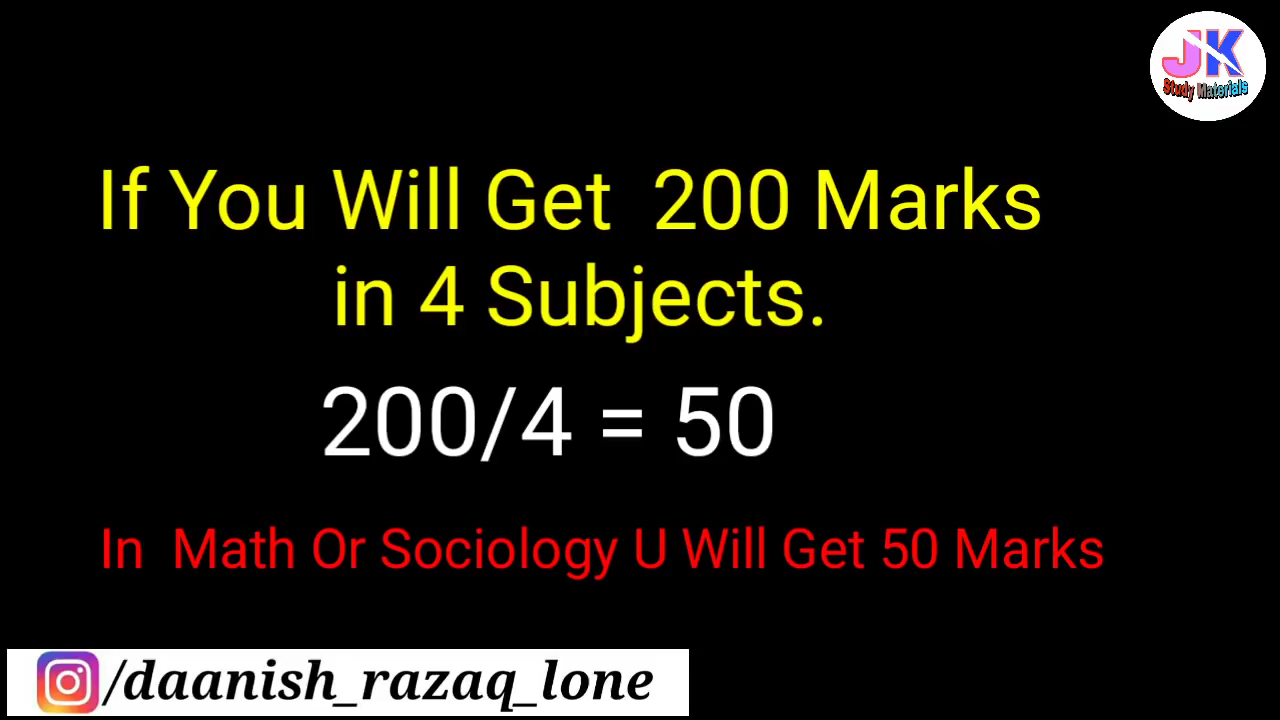 JK
Study Materials
If You Will Get 200 Marks
in 4 Subjects.
200/4 = 50
In Math Or Sociology U Will Get 50 Marks
/daanish_razaq_lone